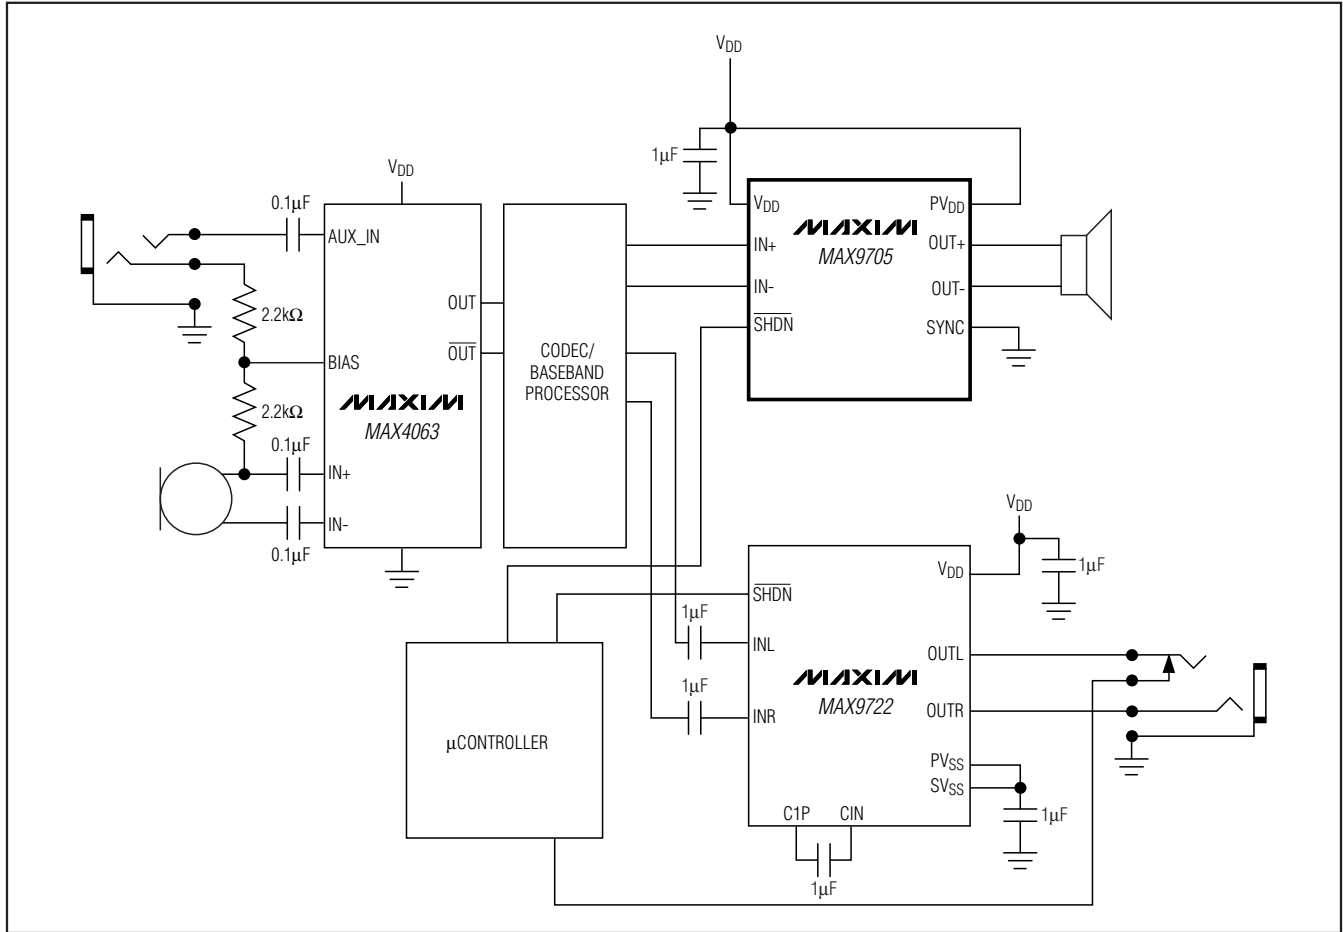 VDD
1μF
VDD
PVDD
MAXIM
MAX9705
IN+
OUT+
IN-
OUT-
SHDN
SYNC
VDD
0.1μF
AUX_IN
2.2kΩ
OUT
OUT
BIAS
MAXIM
MAX4063
2.2kΩ
0.1μF
IN+
IN-
0.1μF
CODEC/
BASEBAND
PROCESSOR
VDD
1μF
VDD
SHDN
1μF
INL
OUTL
MAXIM
MAX9722
1μF
INR
OUTR
PVSS
SVSS
1μF
C1P
CIN
1μF
μCONTROLLER